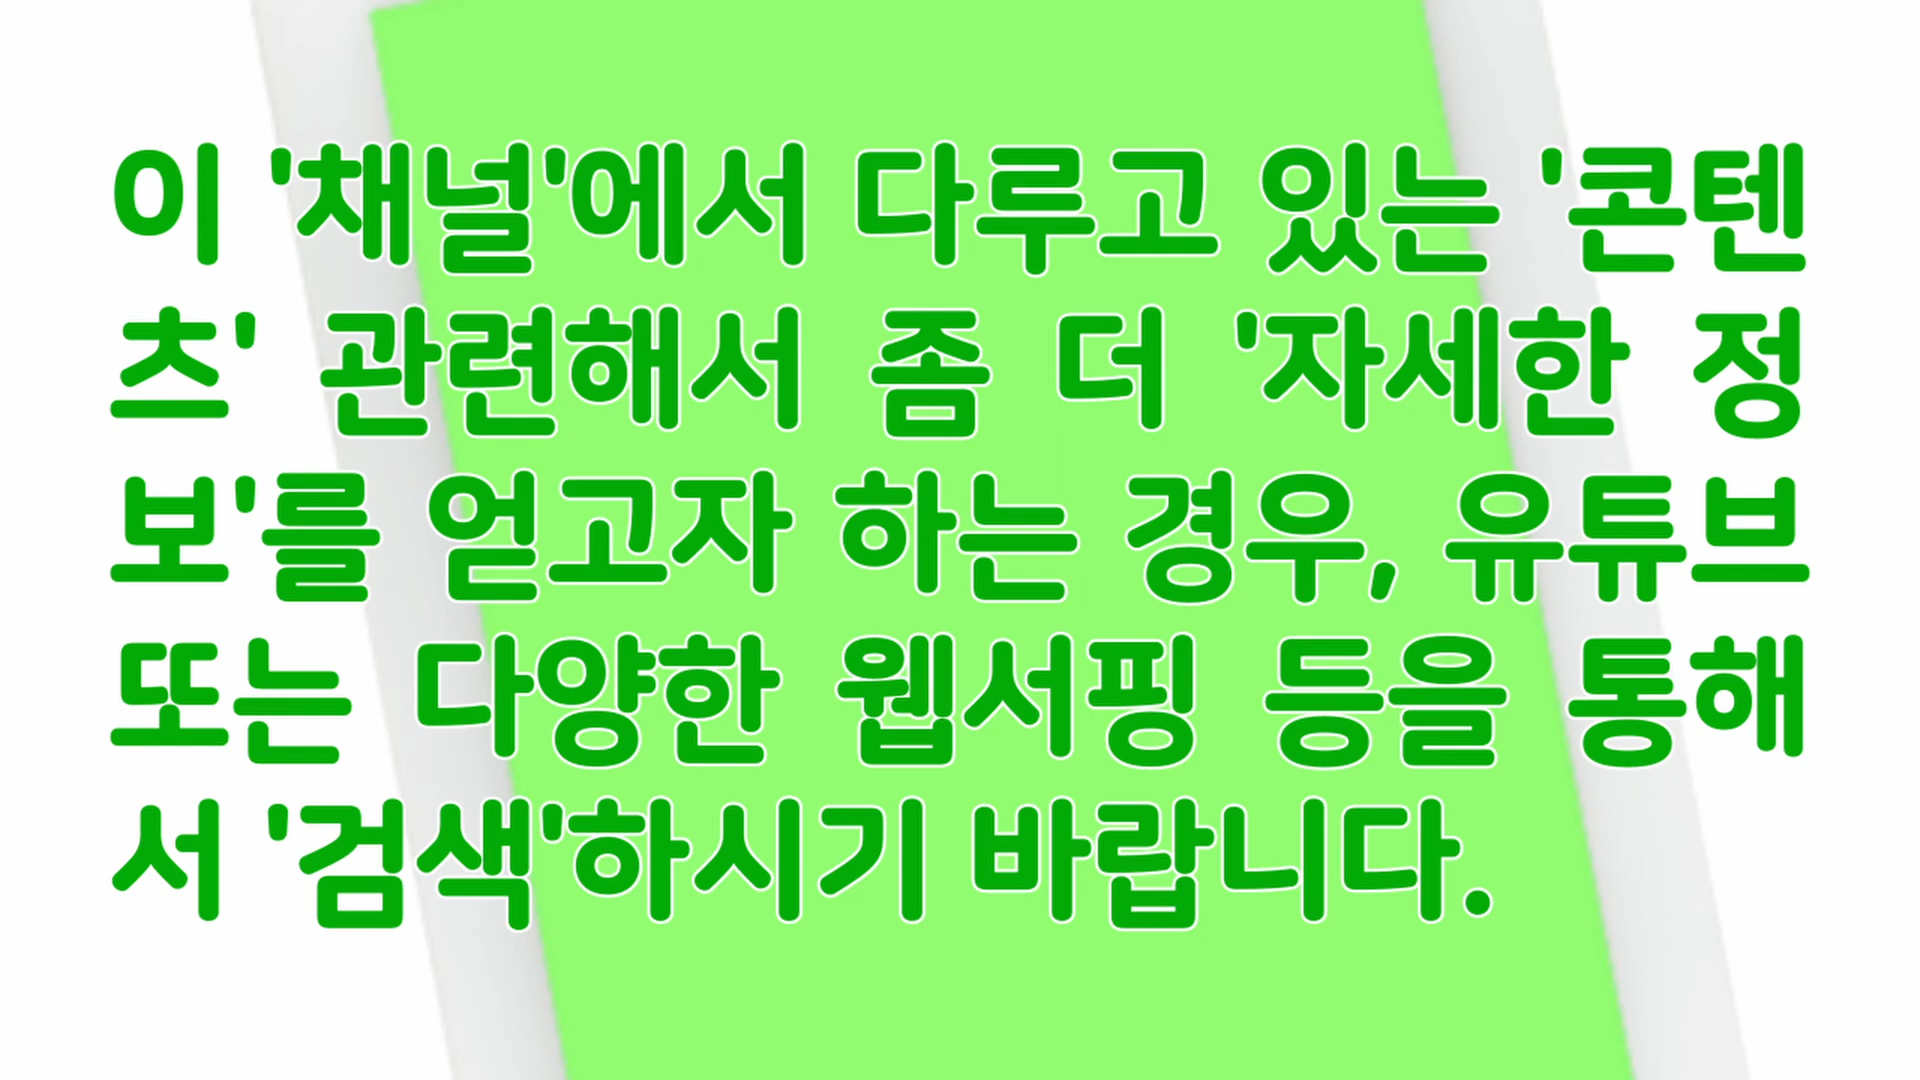 이 '채널'에서 다루고 있는 '콘텐
츠' 관련해서 좀 더 '자세한 정
보'를 얻고자 하는 경우, 유튜브
또는 다양한 웹서핑 등을 통해
서 '검색'하시기 바랍니다.